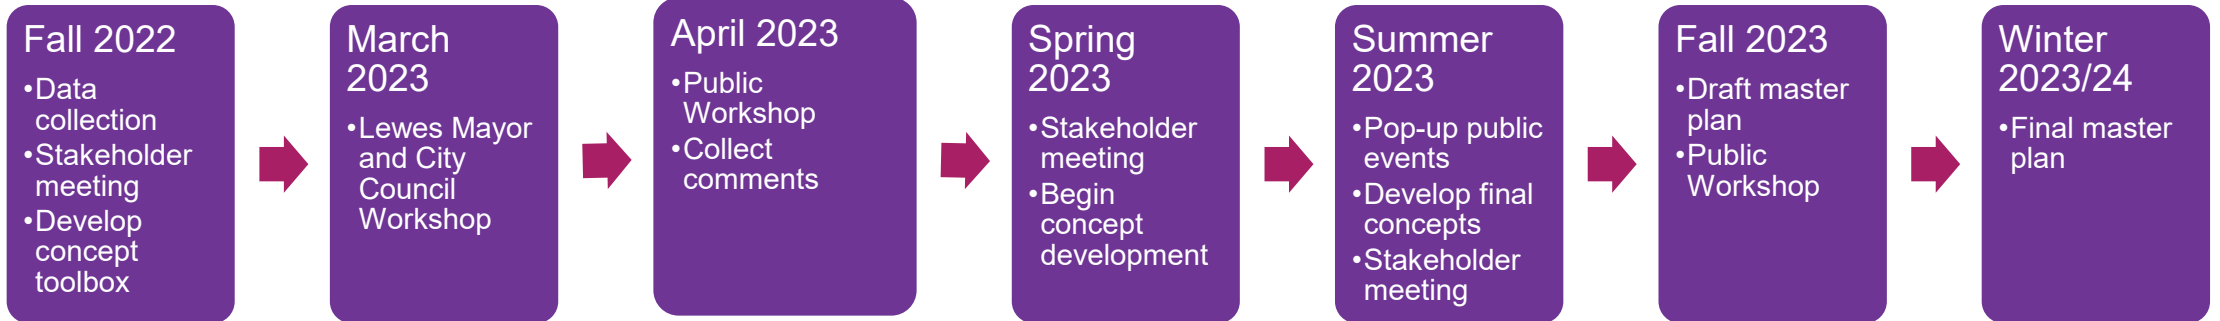 Fall 2022
•Data
collection
•Stakeholder
meeting
•Develop
concept
toolbox
March
2023
•Lewes Mayor
and City
Council
Workshop
April 2023
•Public
Workshop
•Collect
comments
Spring
2023
•Stakeholder
meeting
•Begin
concept
development
Summer
2023
•Pop-up public
events
•Develop final
concepts
•Stakeholder
meeting
Fall 2023
•Draft master
plan
•Public
Workshop
Winter
2023/24
•Final master
plan